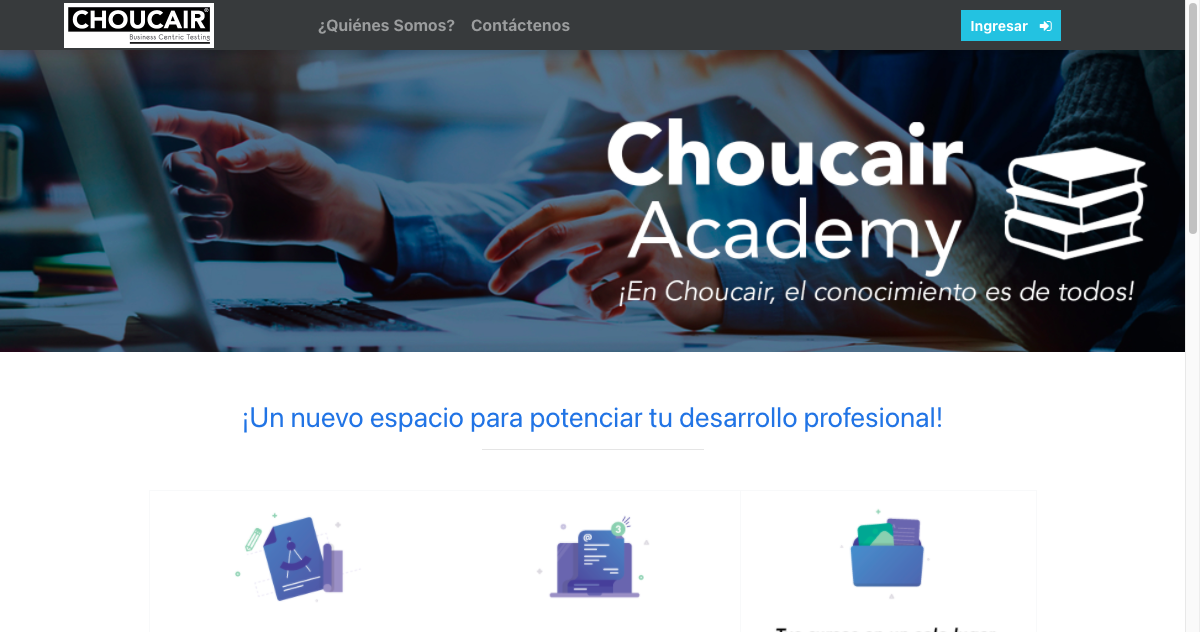 CHOUCAIR®
Business Centric Testing
¿Quiénes Somos? Contáctenos
Ingresar
Choucair
Academy
¡En Choucair, el conocimiento es de todos!
¡Un nuevo espacio para potenciar tu desarrollo profesional!
@
3